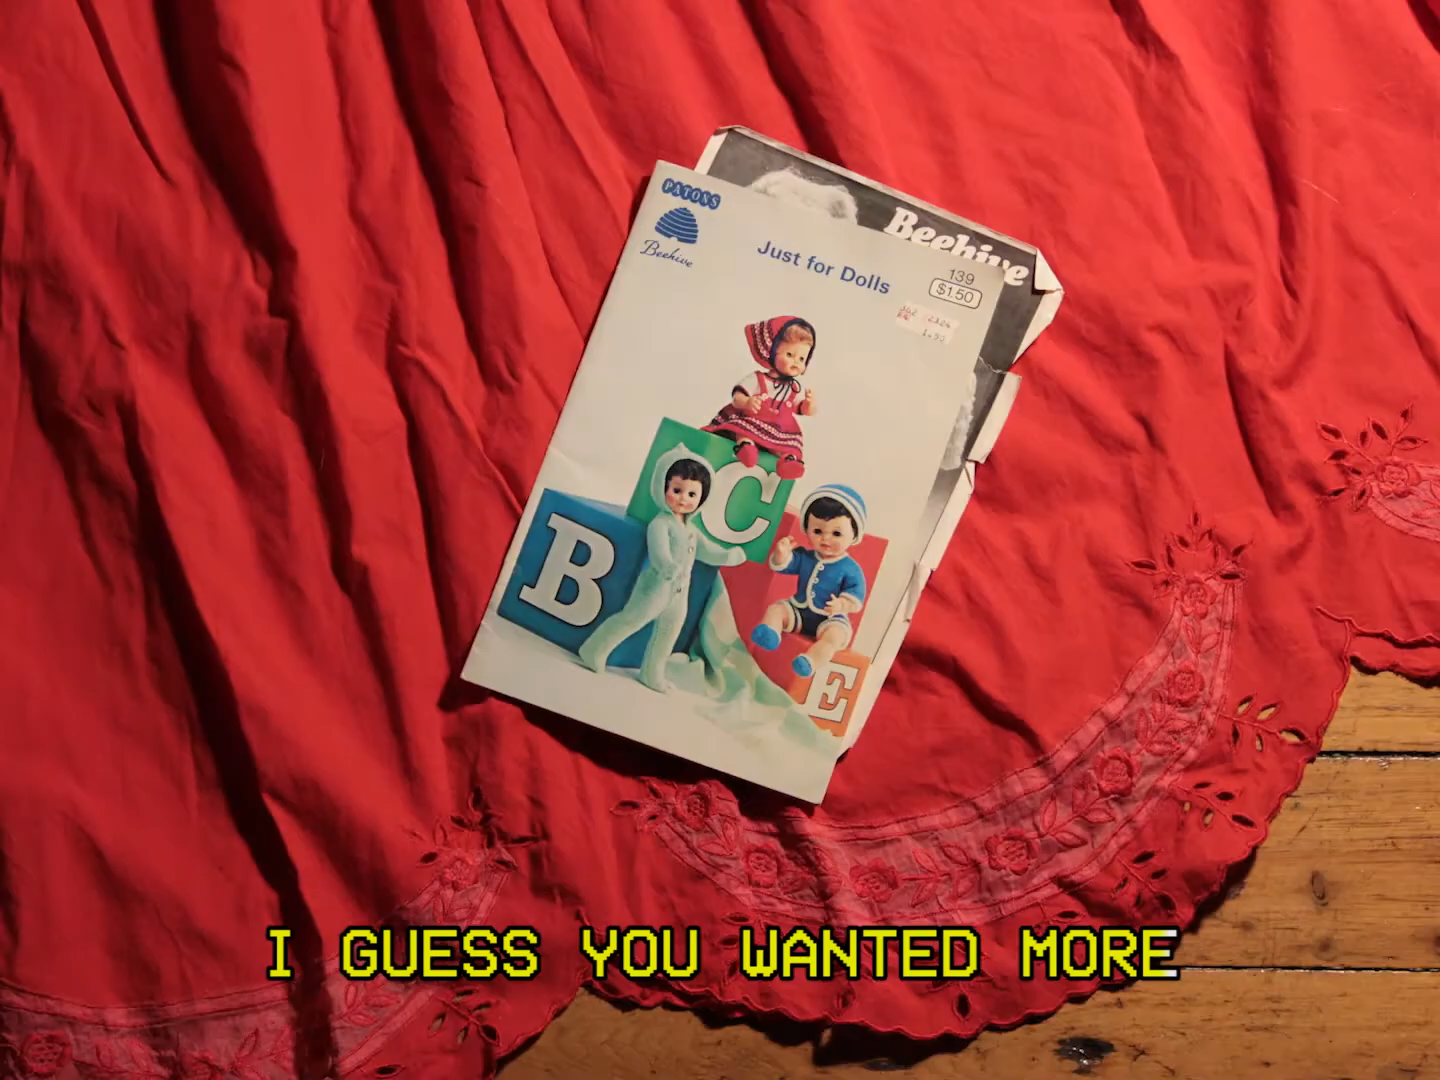 PATONS
Beehive
Beehive
Just for Dolls
139
$1.50
C
B
E
I GUESS YOU WANTED MORE